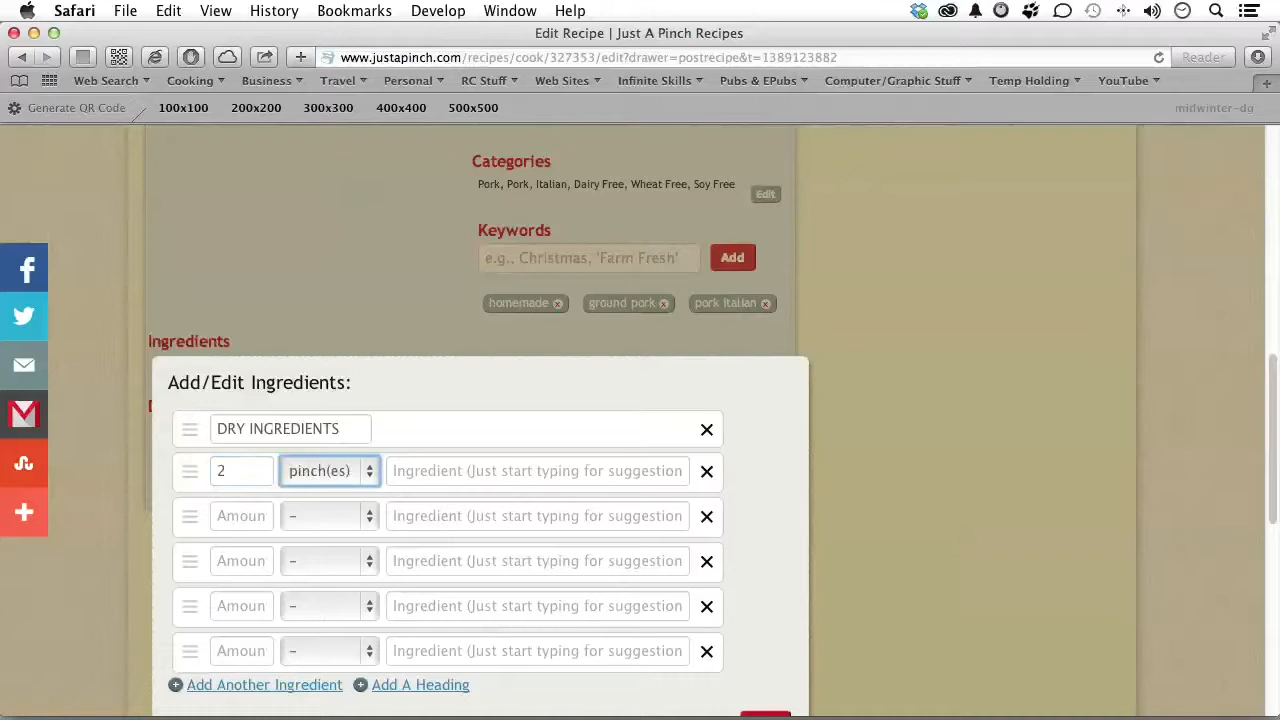 Safari File Edit View History Bookmarks Develop Window Help
Edit Recipe | Just A Pinch Recipes
www.justapinch.com/recipes/cook/327353/edit?drawer=postrecipe&t=1389123882 Reader
Web Search Cooking Business Travel Personal RC Stuff Web Sites Infinite Skills Pubs & EPubs Computer/Graphic Stuff Temp Holding YouTube
Generate QR Code 100x100 200x200 300x300 400x400 500x500 midwinter-dg
Categories
Pork, Pork, Italian, Dairy Free, Wheat Free, Soy Free
Edit
Keywords
e.g., Christmas, 'Farm Fresh' Add
homemade ground pork pork italian
Ingredients
Add/Edit Ingredients:
DRY INGREDIENTS
2 pinch(es) Ingredient (Just start typing for suggestion
Amoun – Ingredient (Just start typing for suggestion
Amoun – Ingredient (Just start typing for suggestion
Amoun – Ingredient (Just start typing for suggestion
Amoun – Ingredient (Just start typing for suggestion
Add Another Ingredient Add A Heading